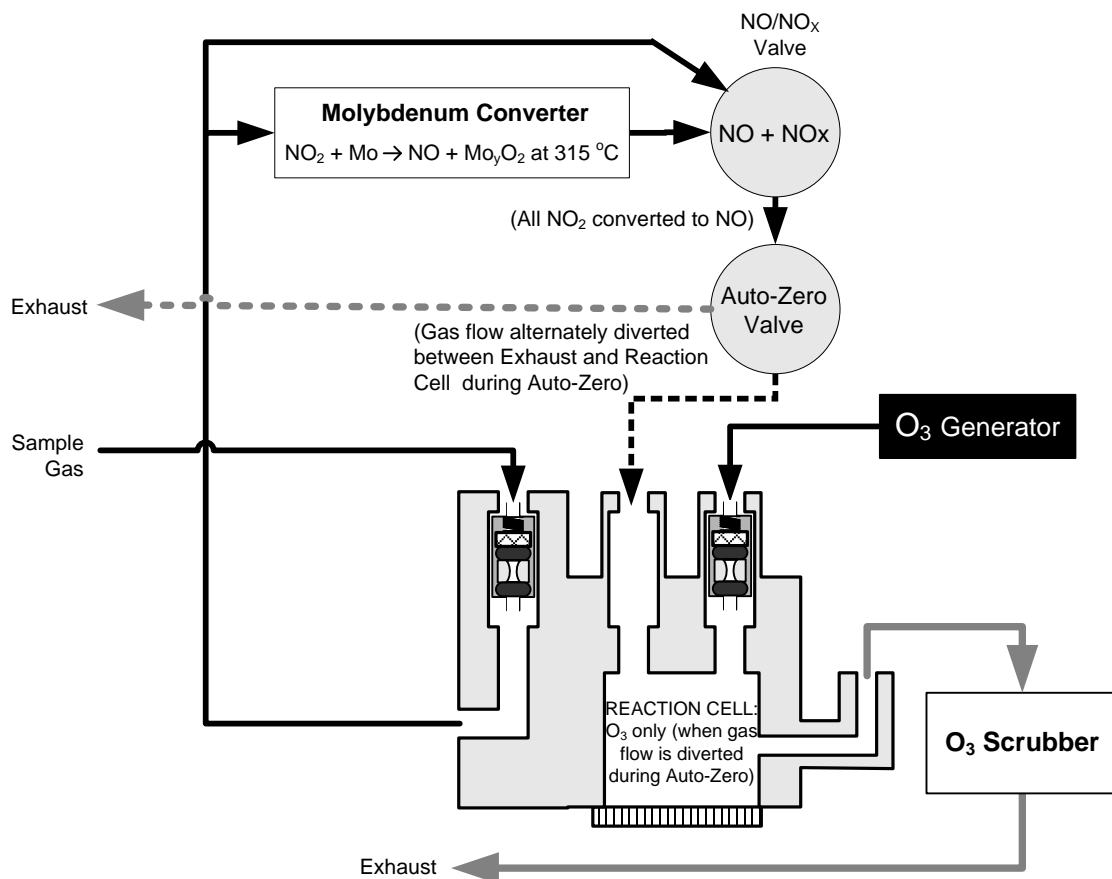 NO/NOX
Valve
Molybdenum Converter
NO2 + Mo → NO + MoyO2 at 315 °C
NO + NOx
(All NO2 converted to NO)
Auto-Zero
Valve
Exhaust
(Gas flow alternately diverted
between Exhaust and Reaction
Cell during Auto-Zero)
O3 Generator
Sample
Gas
REACTION CELL:
O3 only (when gas
flow is diverted
during Auto-Zero)
O3 Scrubber
Exhaust